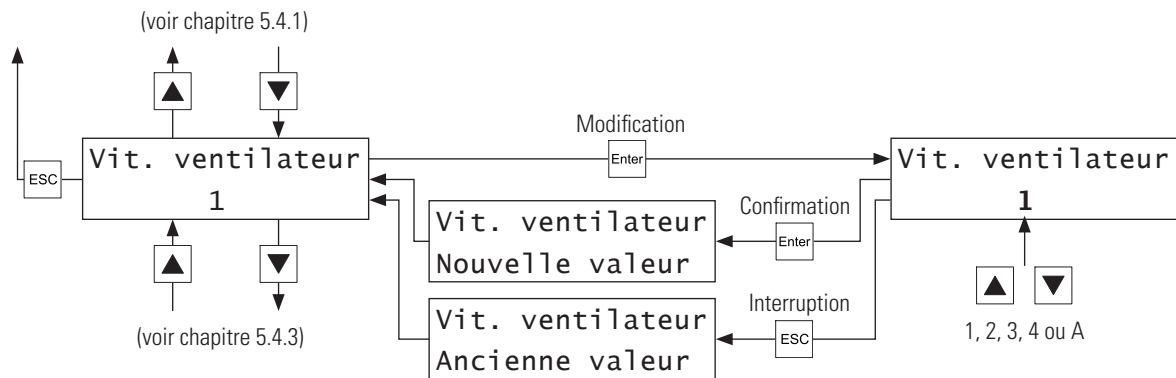 (voir chapitre 5.4.1)
Modification
Enter
Vit. ventilateur
1
ESC
Vit. ventilateur
1
Vit. ventilateur
Nouvelle valeur
Confirmation
Enter
Vit. ventilateur
Ancienne valeur
Interruption
ESC
(voir chapitre 5.4.3)
1, 2, 3, 4 ou A